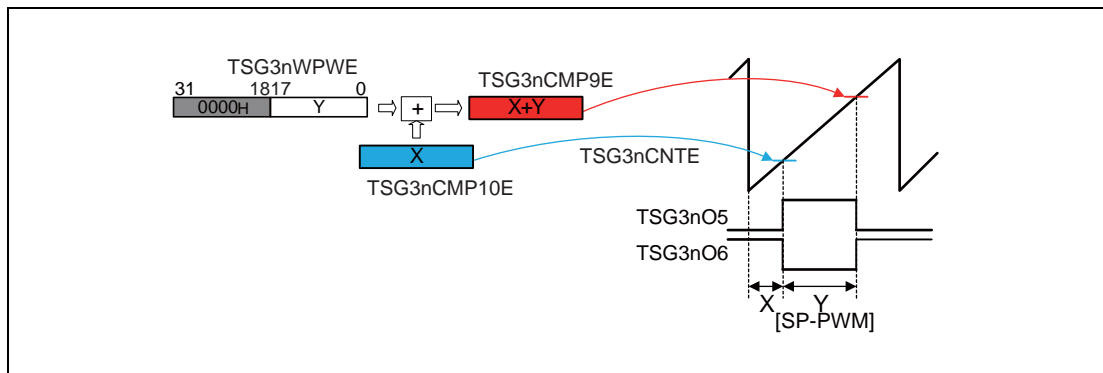 TSG3nWPWE
31 1817 0
0000H Y
+
TSG3nCMP9E
X+Y
X
TSG3nCMP10E
TSG3nCNTE
TSG3nO5
TSG3nO6
X Y
[SP-PWM]